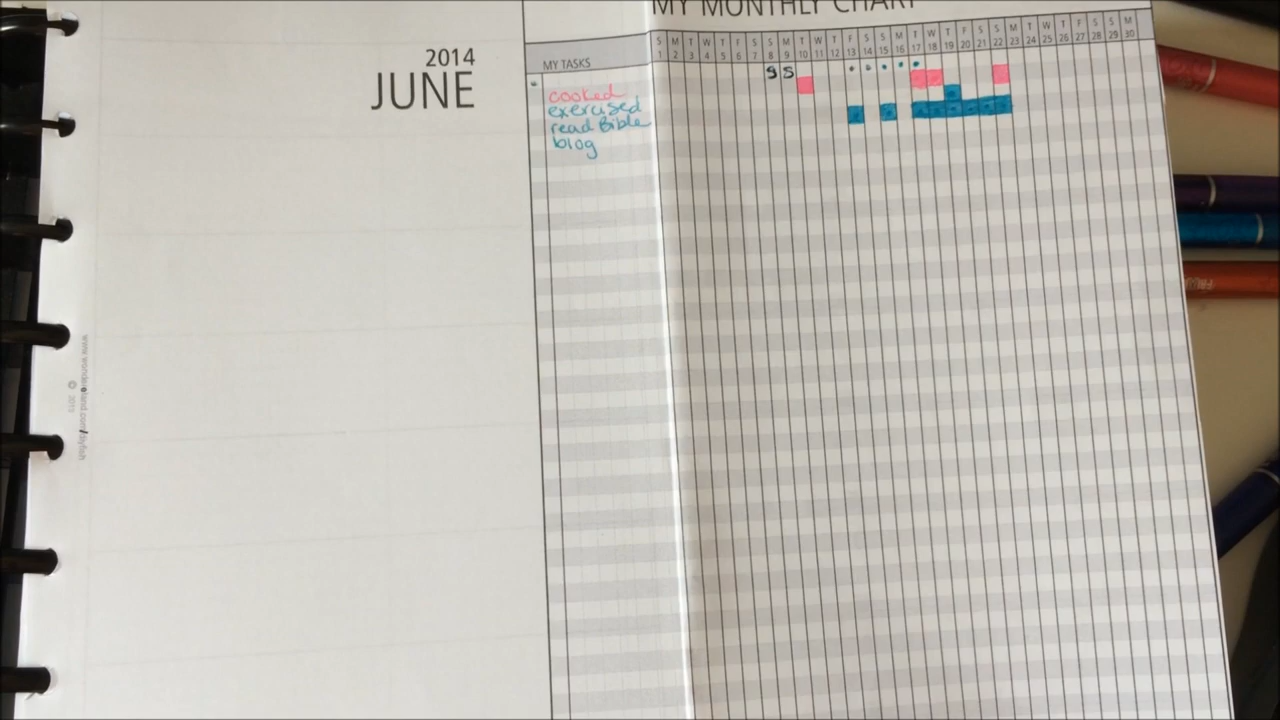 MY MONTHLY CHART
2014
JUNE
MY TASKS
S M T W T F S S M T W T F S S M T W T F S S M T W T F S S M
1 2 3 4 5 6 7 8 9 10 11 12 13 14 15 16 17 18 20 21 22 23 24 25 26 27 28 29 30
9 S
cooked
exercised
read Bible
blog